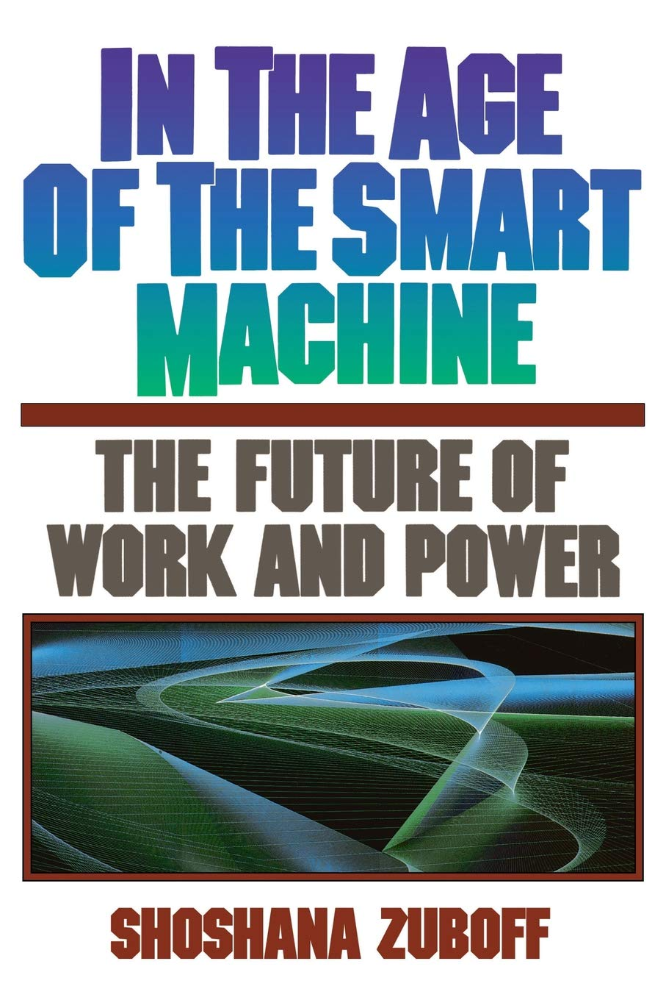 IN THE AGE
OF THE SMART
MACHINE
THE FUTURE OF
WORK AND POWER
SHOSHANA ZUBOFF